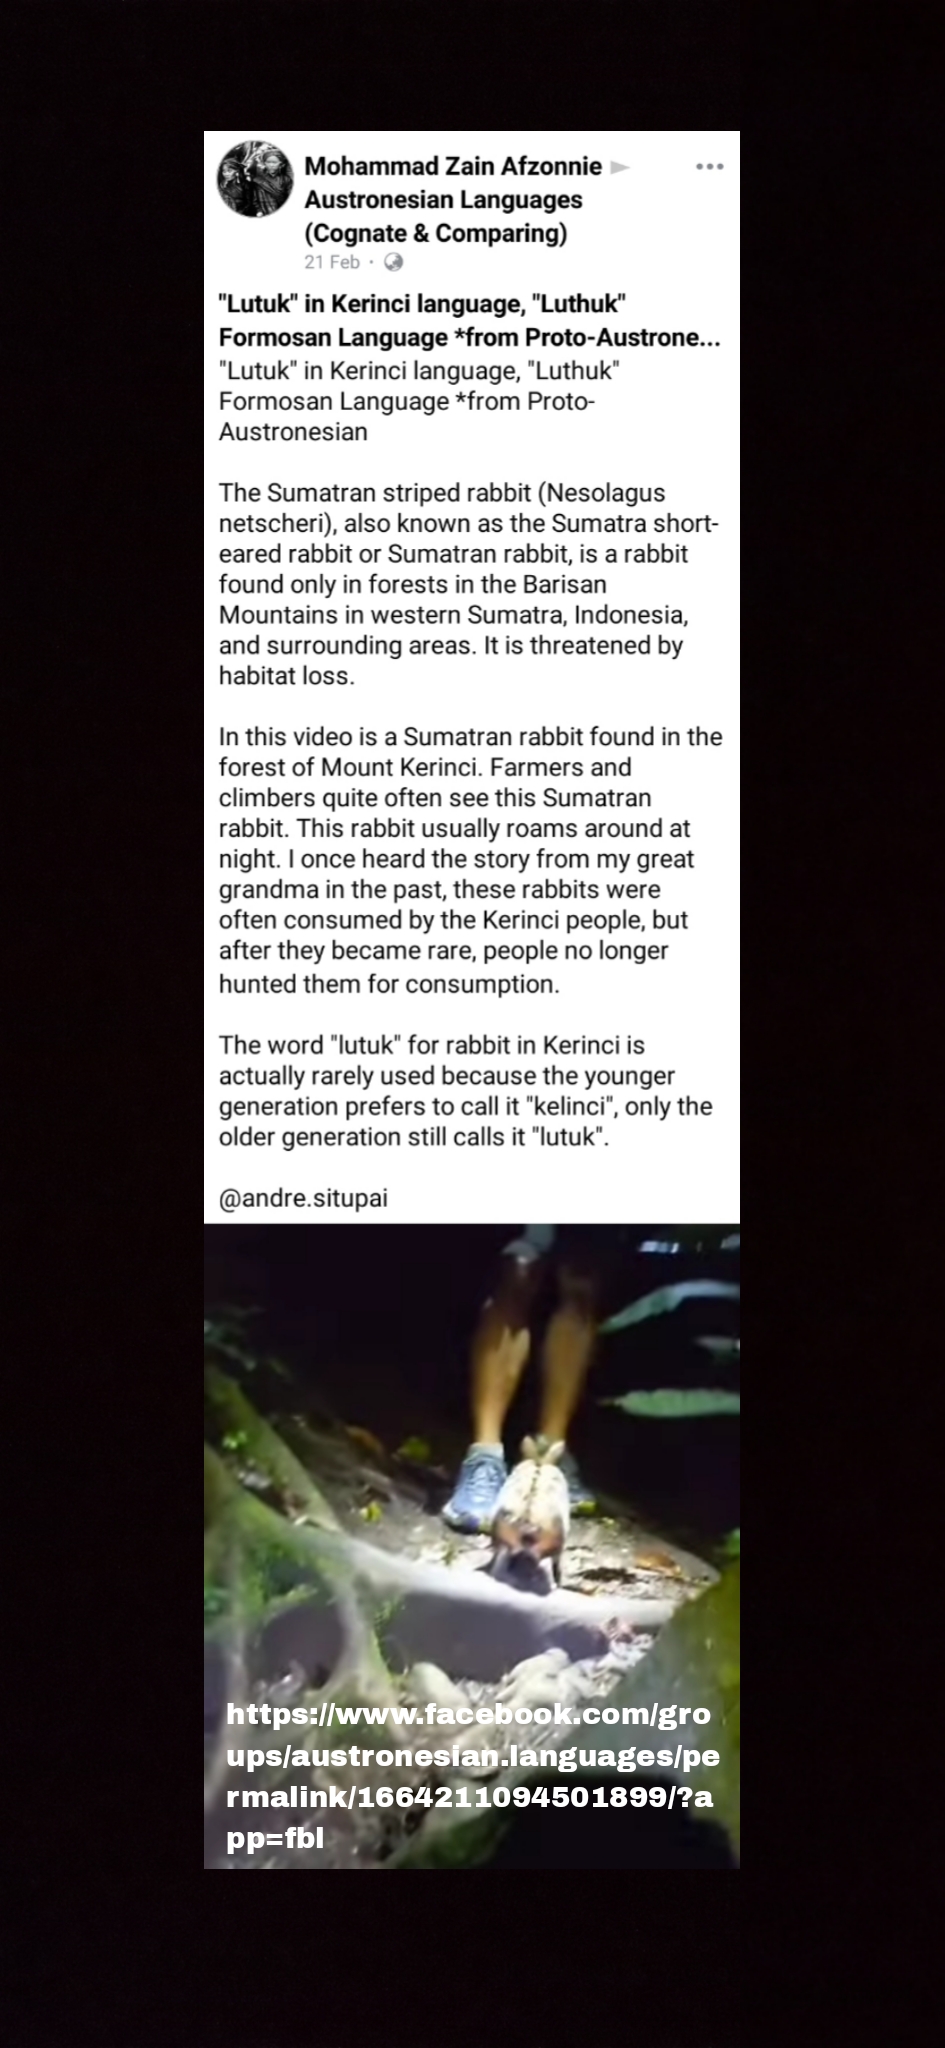 Mohammad Zain Afzonnie
Austronesian Languages
(Cognate & Comparing)
21 Feb ·
"Lutuk" in Kerinci language, "Luthuk"
Formosan Language *from Proto-Austrone...
"Lutuk" in Kerinci language, "Luthuk"
Formosan Language *from Proto-
Austronesian
The Sumatran striped rabbit (Nesolagus
netscheri), also known as the Sumatra short-
eared rabbit or Sumatran rabbit, is a rabbit
found only in forests in the Barisan
Mountains in western Sumatra, Indonesia,
and surrounding areas. It is threatened by
habitat loss.
In this video is a Sumatran rabbit found in the
forest of Mount Kerinci. Farmers and
climbers quite often see this Sumatran
rabbit. This rabbit usually roams around at
night. I once heard the story from my great
grandma in the past, these rabbits were
often consumed by the Kerinci people, but
after they became rare, people no longer
hunted them for consumption.
The word "lutuk" for rabbit in Kerinci is
actually rarely used because the younger
generation prefers to call it "kelinci", only the
older generation still calls it "lutuk".
@andre.situpai
https://www.facebook.com/gro
ups/austronesian.languages/pe
rmalink/1664211094501899/?a
pp=fbl